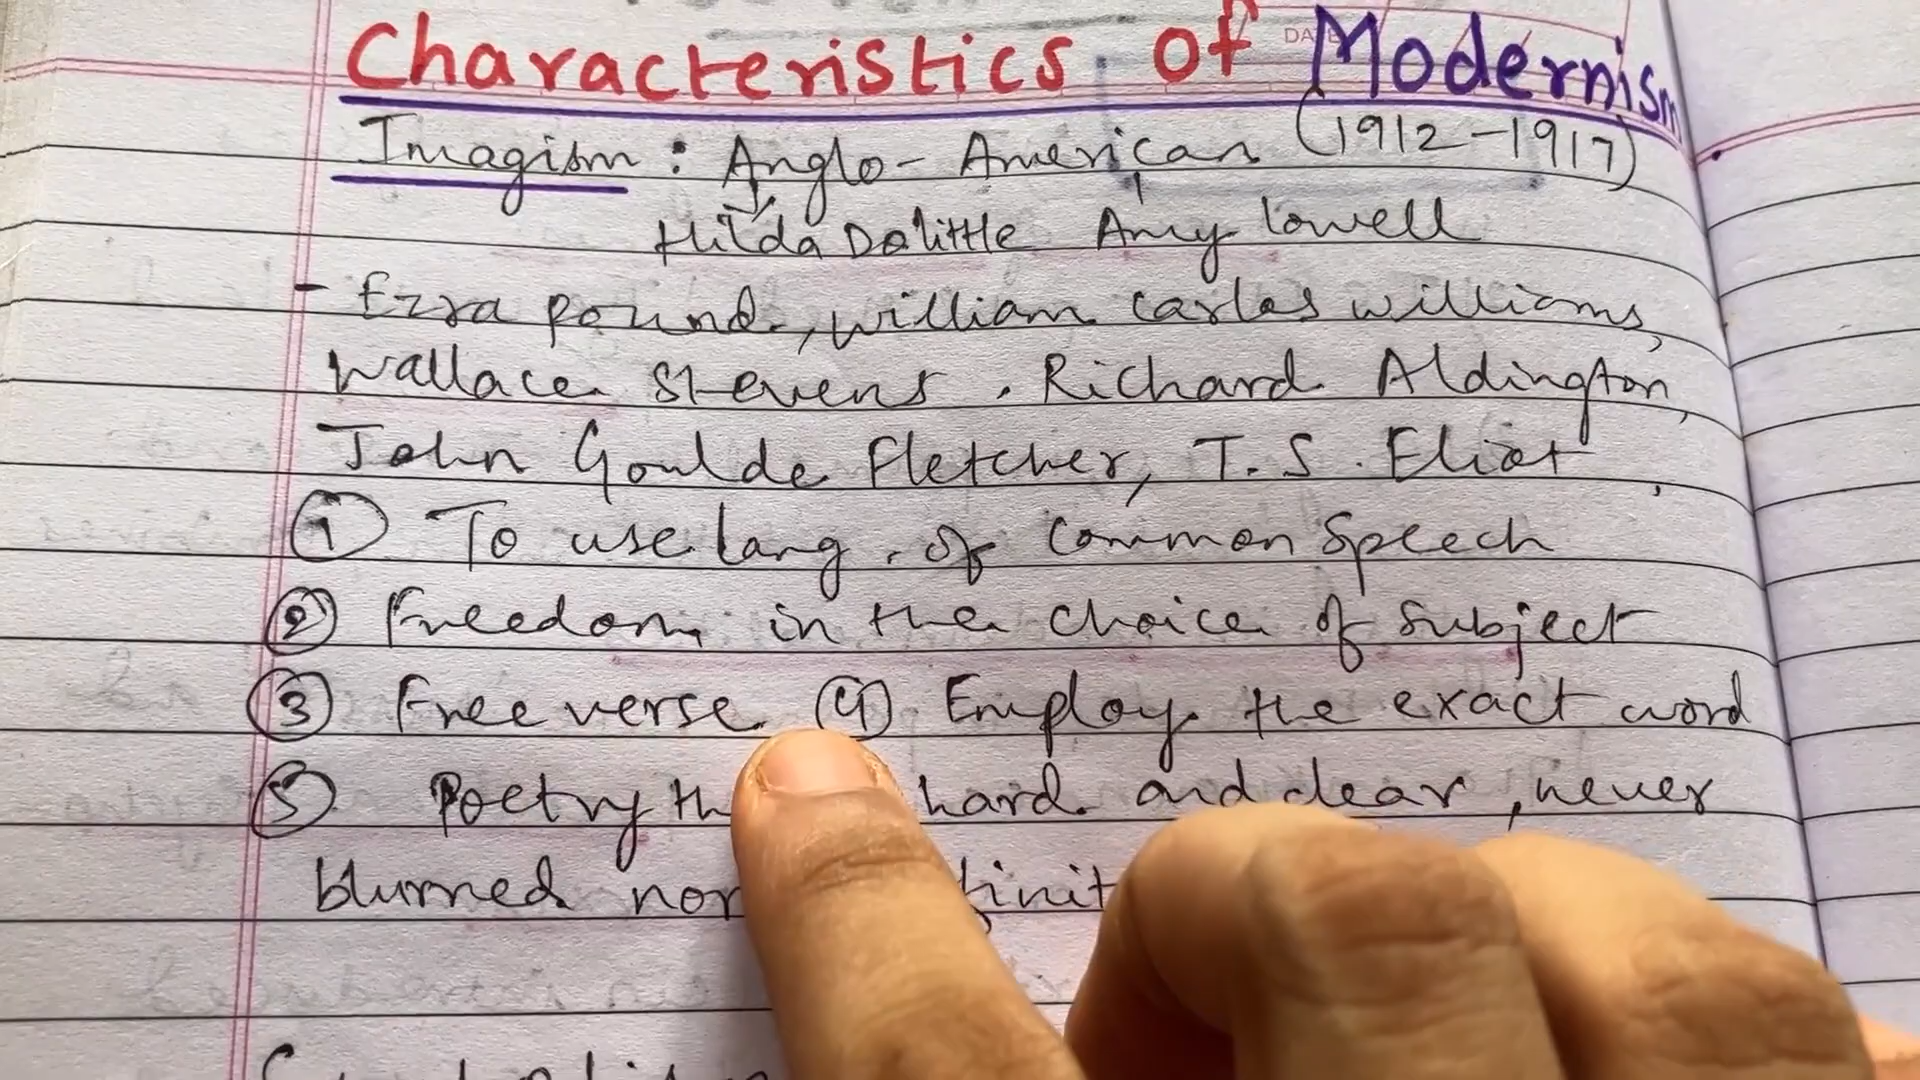 Characteristics of Modernism
Imagism : Anglo-American (1912-1917)
Hilda Dolittle Amy Lowell
- Ezra Pound, William Carlos Williams,
Wallace Stevens. Richard Aldington,
John Goulde Fletcher, T. S. Eliot,
① To use lang. of Common Speech
② Freedom in the choice of Subject
③ Free verse ④ Employ the exact word
⑤ Poetry hard and clear, never
blurred nor